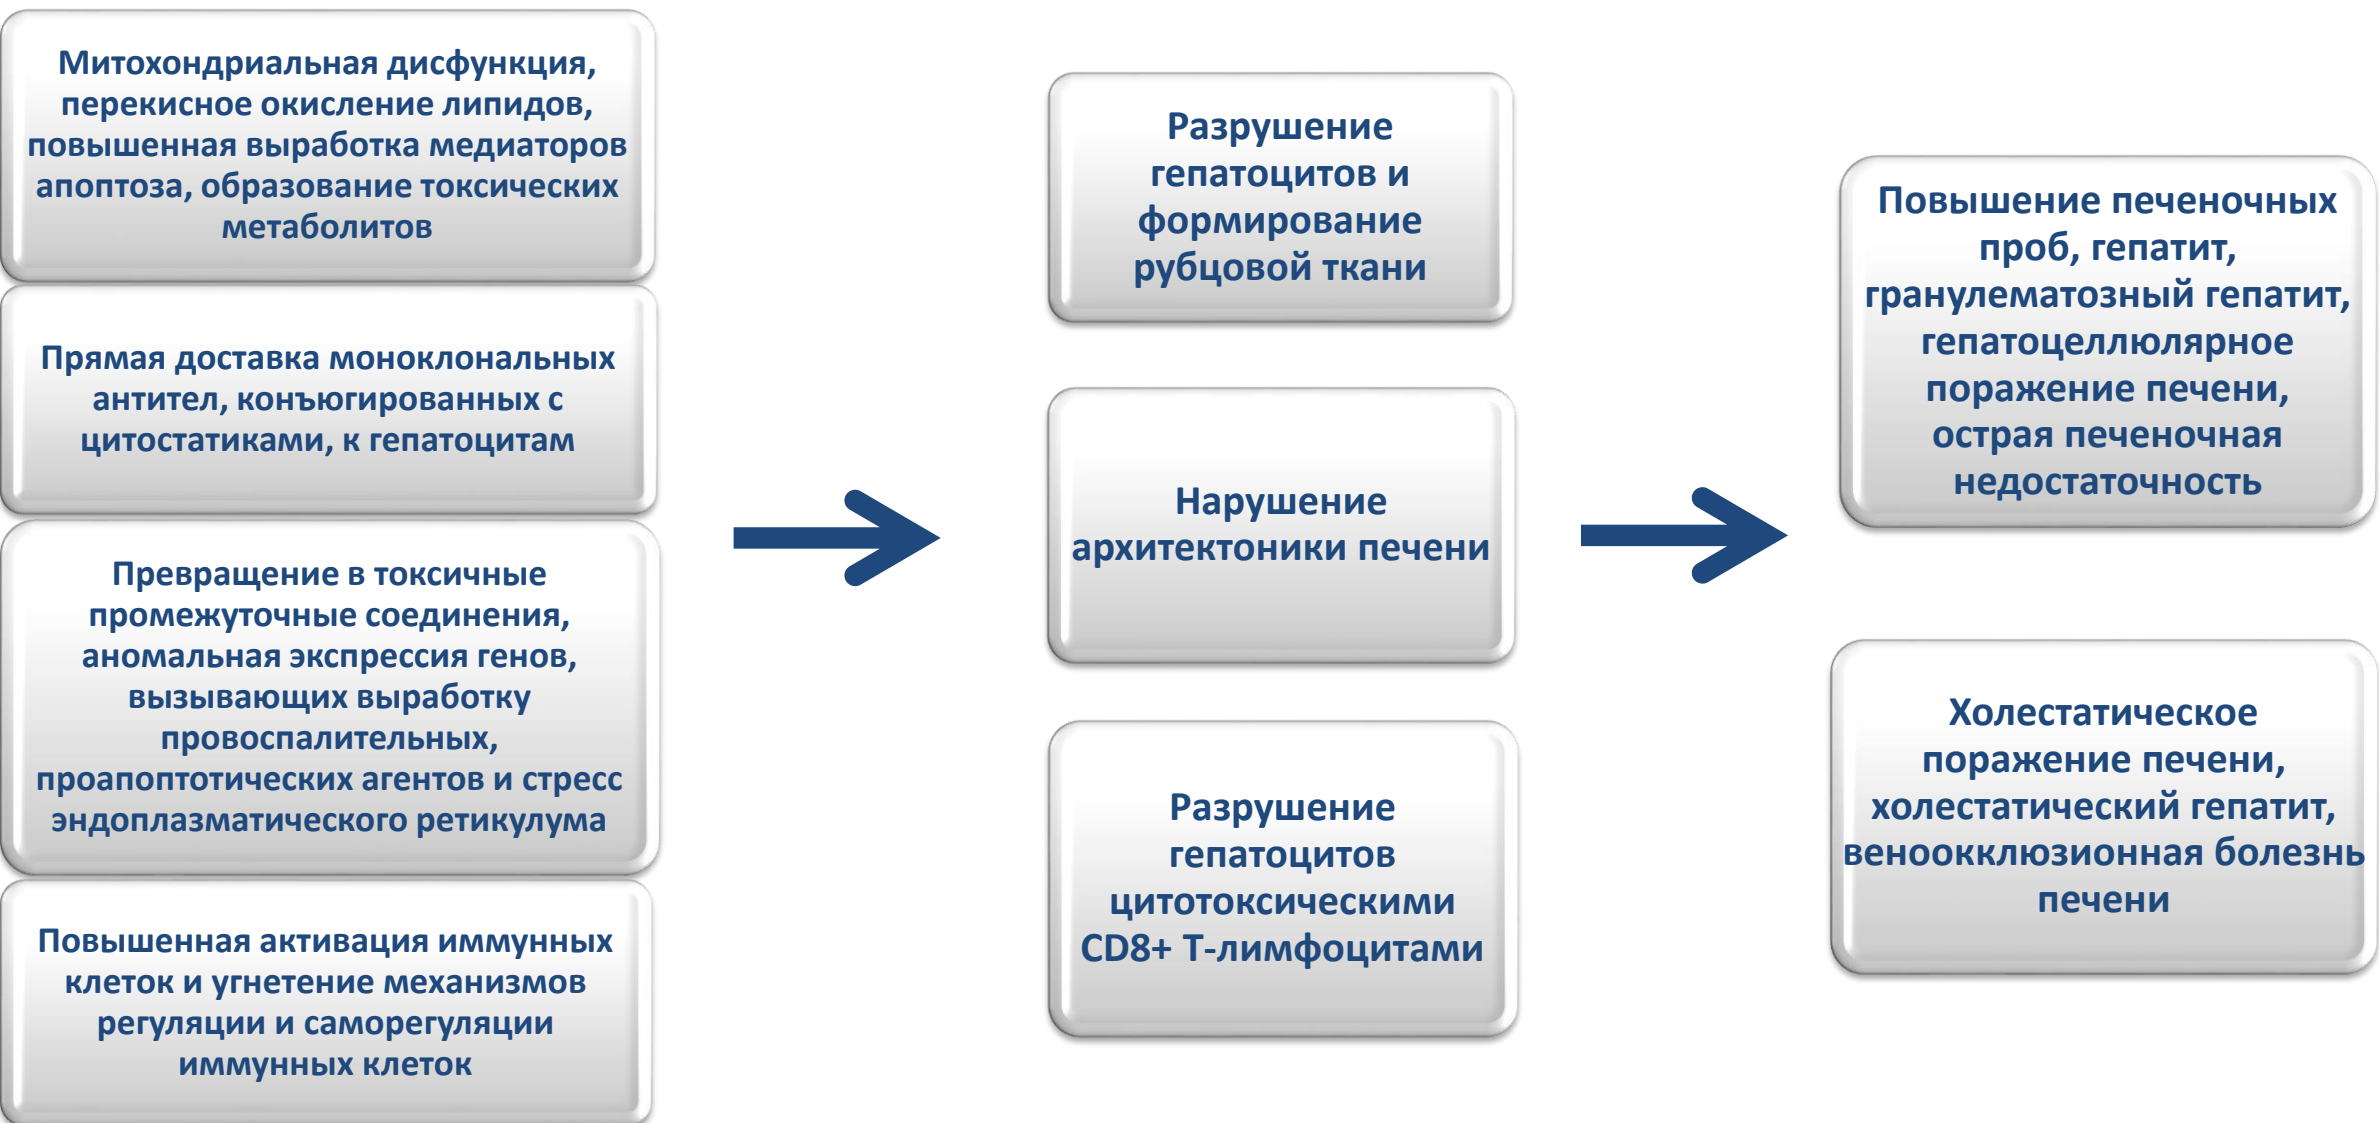 Митохондриальная дисфункция,
перекисное окисление липидов,
повышенная выработка медиаторов
апоптоза, образование токсических
метаболитов
Прямая доставка моноклональных
антител, конъюгированных с
цитостатиками, к гепатоцитам
Превращение в токсичные
промежуточные соединения,
аномальная экспрессия генов,
вызывающих выработку
провоспалительных,
проапоптотических агентов и стресс
эндоплазматического ретикулума
Повышенная активация иммунных
клеток и угнетение механизмов
регуляции и саморегуляции
иммунных клеток
Разрушение
гепатоцитов и
формирование
рубцовой ткани
Нарушение
архитектоники печени
Разрушение
гепатоцитов
цитотоксическими
CD8+ Т-лимфоцитами
Повышение печеночных
проб, гепатит,
гранулематозный гепатит,
гепатоцеллюлярное
поражение печени,
острая печеночная
недостаточность
Холестатическое
поражение печени,
холестатический гепатит,
веноокклюзионная болезнь
печени